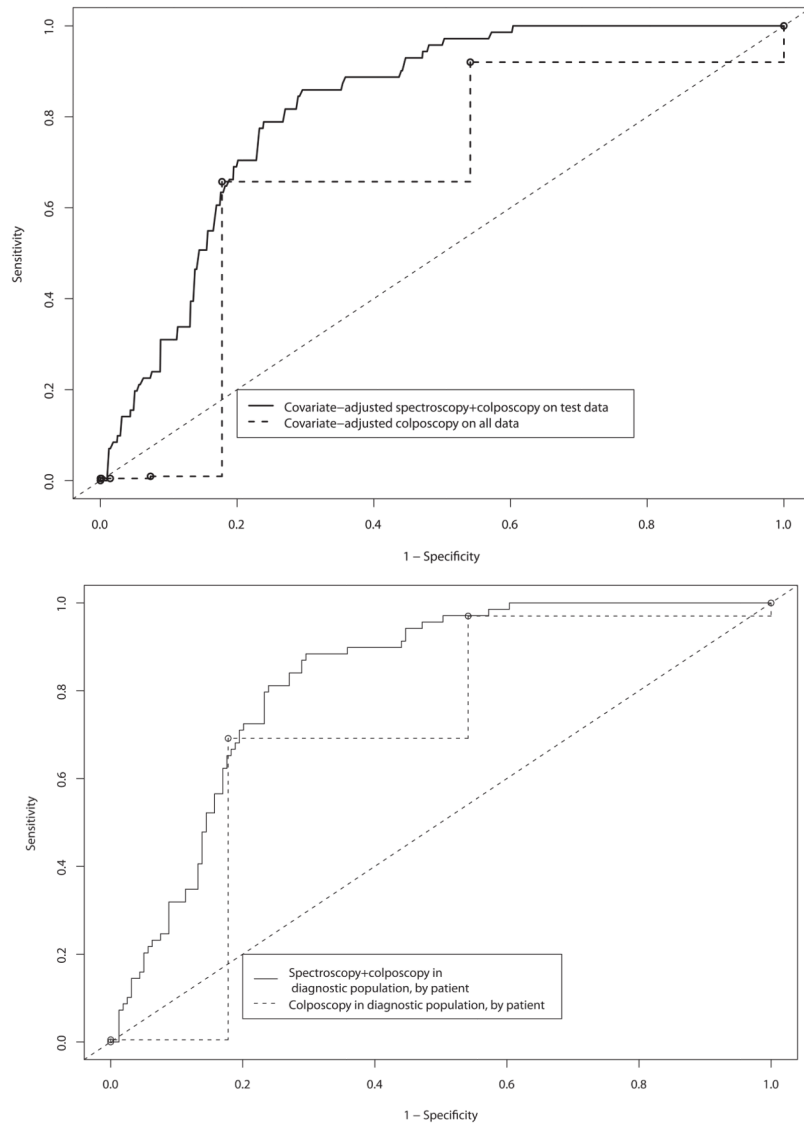 1.0
0.8
0.6
0.4
0.2
0.0
Sensitivity
Covariate−adjusted spectroscopy+colposcopy on test data
Covariate−adjusted colposcopy on all data
0.0 0.2 0.4 0.6 0.8 1.0
1 − Specificity
1.0
0.8
0.6
0.4
0.2
0.0
Sensitivity
Spectroscopy+colposcopy in
diagnostic population, by patient
Colposcopy in diagnostic population, by patient
0.0 0.2 0.4 0.6 0.8 1.0
1 − Specificity